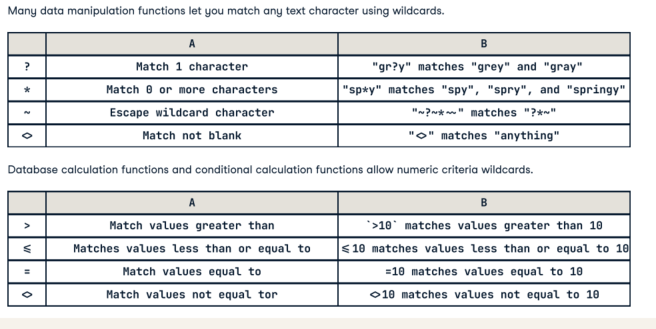 Many data manipulation functions let you match any text character using wildcards.
A B
? Match 1 character "gr?y" matches "grey" and "gray"
* Match 0 or more characters "sp*y" matches "spy", "spry", and "springy"
~ Escape wildcard character "~?~*~~" matches "?*~"
<> Match not blank "<>" matches "anything"
Database calculation functions and conditional calculation functions allow numeric criteria wildcards.
A B
> Match values greater than `>10` matches values greater than 10
≤ Matches values less than or equal to ≤10 matches values less than or equal to 10
= Match values equal to =10 matches values equal to 10
<> Match values not equal tor <>10 matches values not equal to 10